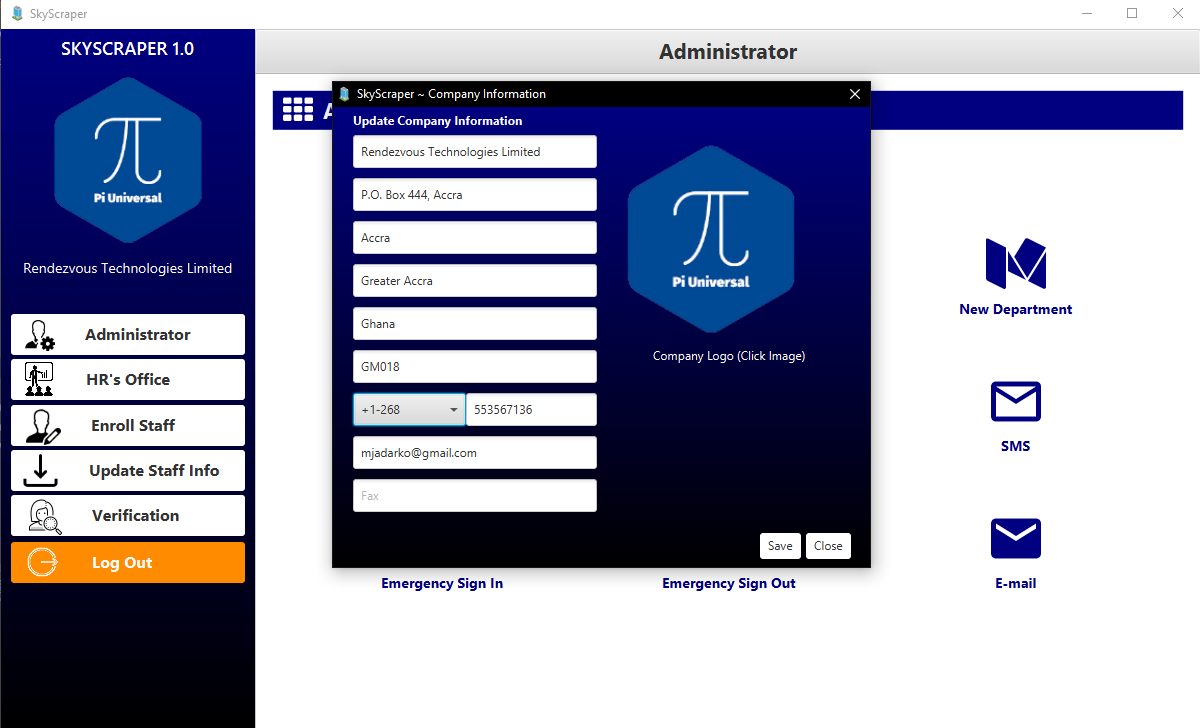 SkyScraper
SKYSCRAPER 1.0
π
Pi Universal
Rendezvous Technologies Limited
Administrator
HR's Office
Enroll Staff
Update Staff Info
Verification
Log Out
Administrator
A
SkyScraper ~ Company Information
Update Company Information
Rendezvous Technologies Limited
P.O. Box 444, Accra
Accra
Greater Accra
Ghana
GM018
+1-268 553567136
mjadarko@gmail.com
Fax
π
Pi Universal
Company Logo (Click Image)
Save Close
New Department
SMS
Emergency Sign In Emergency Sign Out E-mail